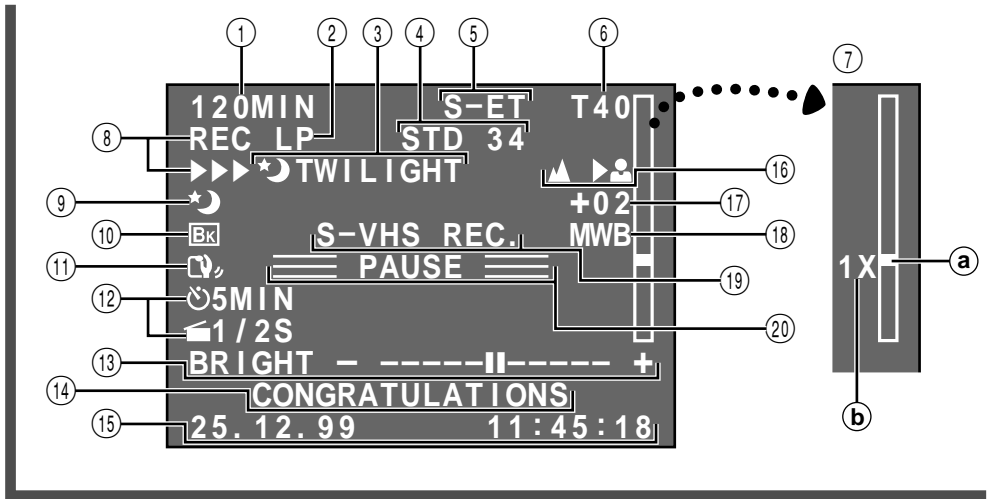 1 2 3 4 5 6 7
120MIN S-ET T40
8 REC LP STD 34
TWILIGHT 16
9 +02 17
10 BK S-VHS REC. MWB 18
11 PAUSE 19
1X a
12 5MIN 20
1/2S
13 BRIGHT – ------------ +
14 CONGRATULATIONS b
15 25.12.99 11:45:18